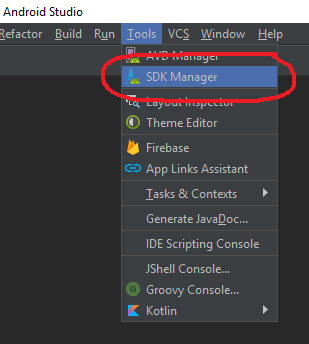 Android Studio
Refactor Build Run Tools VCS Window Help
AVD Manager
SDK Manager
Layout Inspector
Theme Editor
Firebase
App Links Assistant
Tasks & Contexts
Generate JavaDoc...
IDE Scripting Console
JShell Console...
Groovy Console...
Kotlin